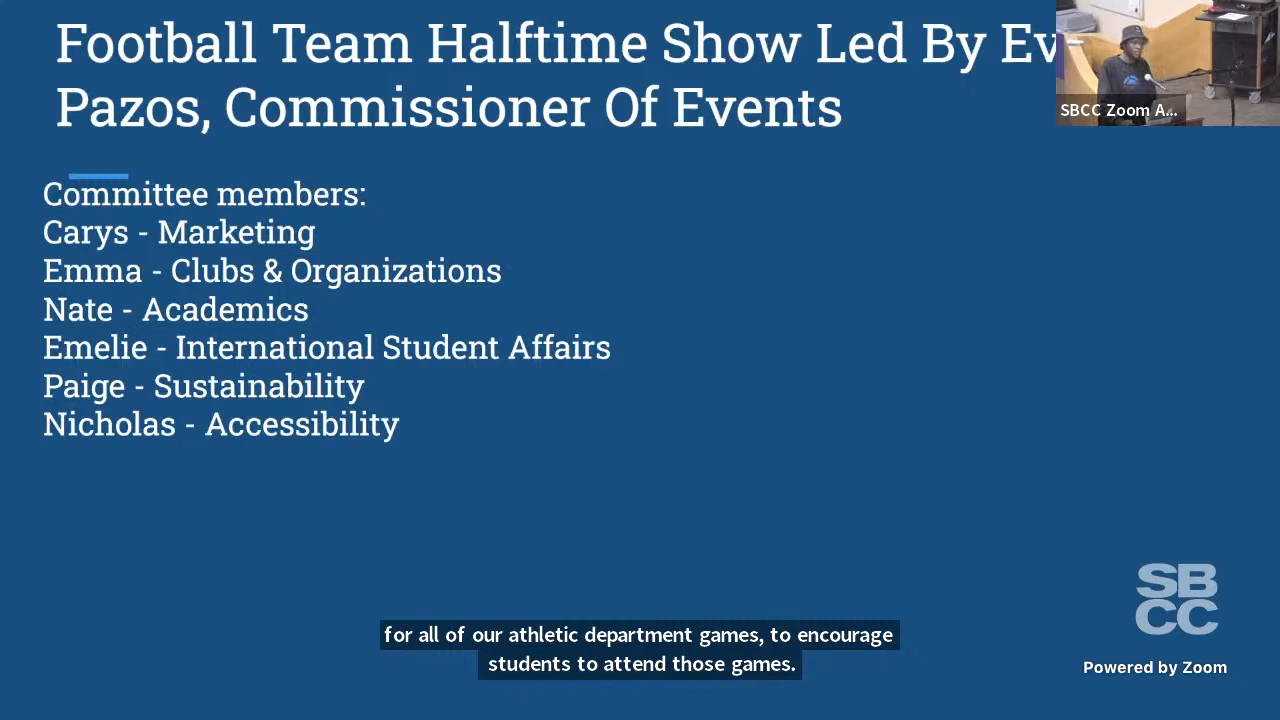 Football Team Halftime Show Led By Ev
Pazos, Commissioner Of Events
SBCC Zoom A...
Committee members:
Carys - Marketing
Emma - Clubs & Organizations
Nate - Academics
Emelie - International Student Affairs
Paige - Sustainability
Nicholas - Accessibility
for all of our athletic department games, to encourage
students to attend those games.
SB
CC
Powered by Zoom